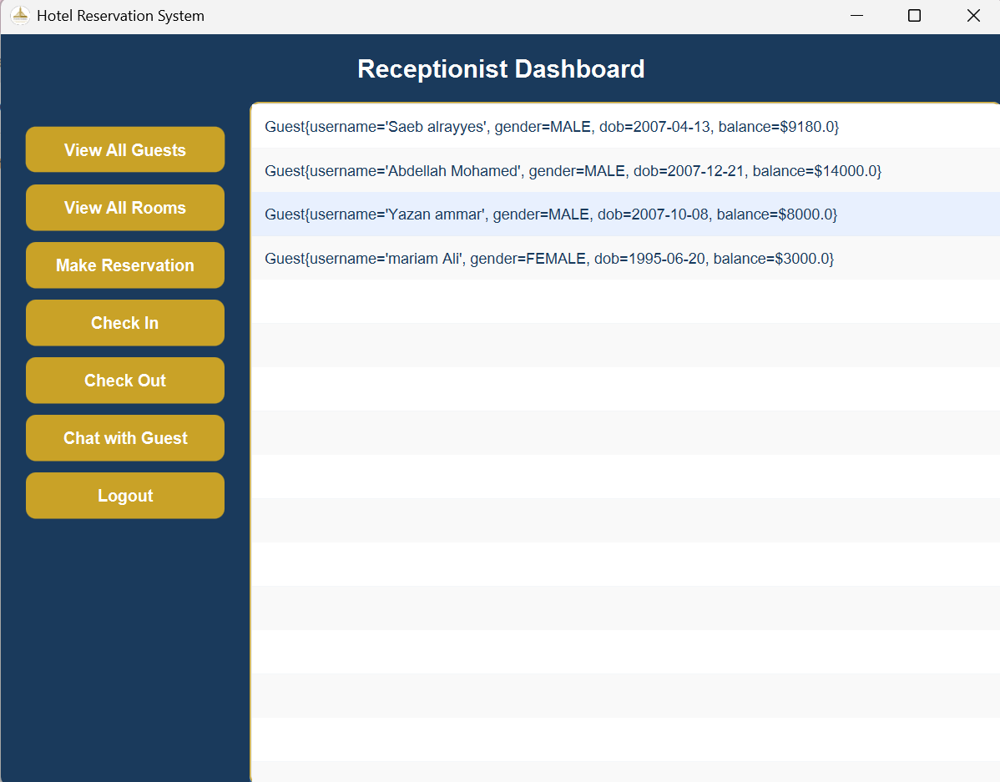 Hotel Reservation System
Receptionist Dashboard
View All Guests
View All Rooms
Make Reservation
Check In
Check Out
Chat with Guest
Logout
Guest{username='Saeb alrayyes', gender=MALE, dob=2007-04-13, balance=$9180.0}
Guest{username='Abdellah Mohamed', gender=MALE, dob=2007-12-21, balance=$14000.0}
Guest{username='Yazan ammar', gender=MALE, dob=2007-10-08, balance=$8000.0}
Guest{username='mariam Ali', gender=FEMALE, dob=1995-06-20, balance=$3000.0}